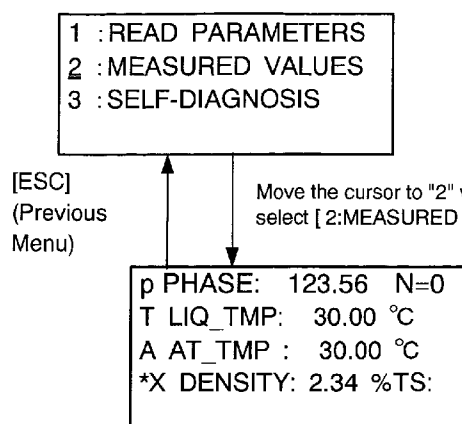 1 :READ PARAMETERS
2 :MEASURED VALUES
3 :SELF-DIAGNOSIS
[ESC]
(Previous
Menu)
Move the cursor to "2"
select [ 2:MEASURED
p PHASE: 123.56 N=0
T LIQ_TMP: 30.00 °C
A AT_TMP : 30.00 °C
*X DENSITY: 2.34 %TS: